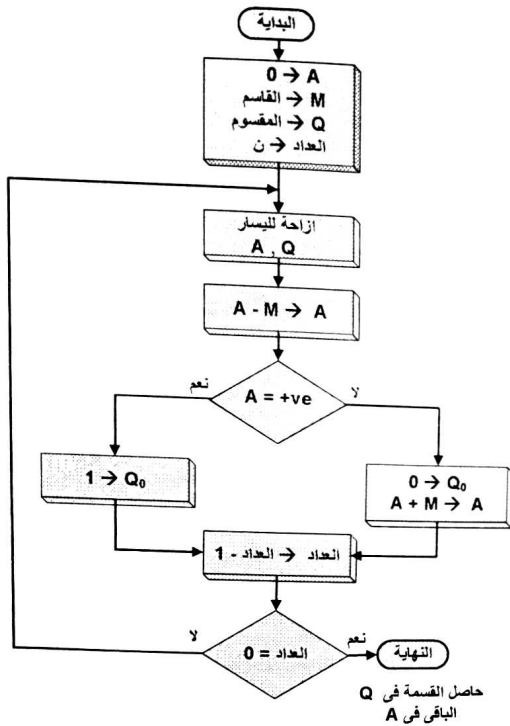 البداية
0 → A
القاسم → M
المقسوم → Q
العداد → ن
ازاحة لليسار
A , Q
A - M → A
نعم
لا
A = +ve
1 → Q₀
0 → Q₀
A + M → A
العداد → العداد - 1
لا
نعم
العداد = 0
النهاية
حاصل القسمة فى Q
الباقى فى A